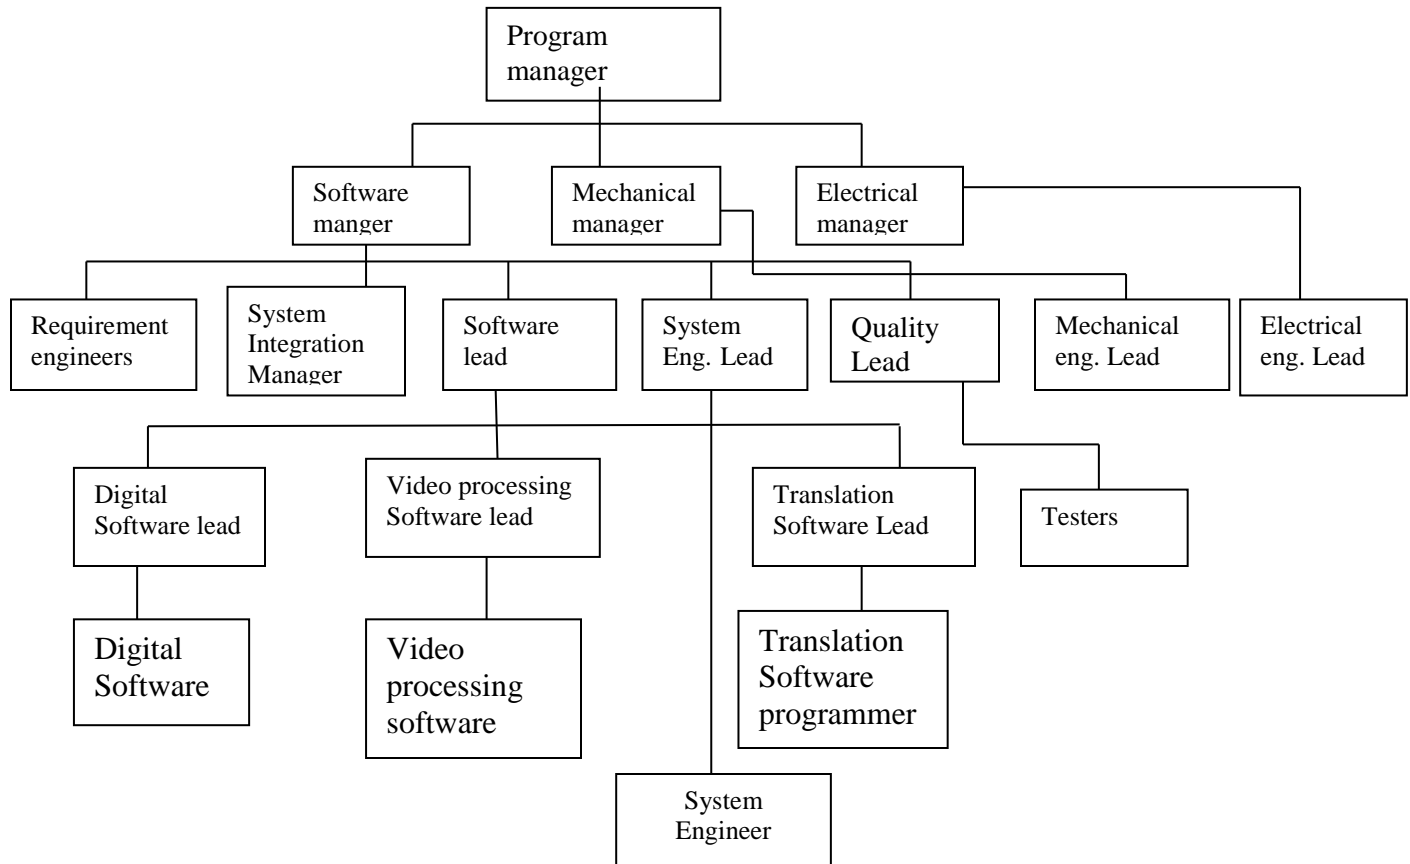 Program
manager
Software
manger
Mechanical
manager
Electrical
manager
Requirement
engineers
System
Integration
Manager
Software
lead
System
Eng. Lead
Quality
Lead
Mechanical
eng. Lead
Electrical
eng. Lead
Digital
Software lead
Video processing
Software lead
Translation
Software Lead
Testers
Digital
Software
Video
processing
software
Translation
Software
programmer
System
Engineer